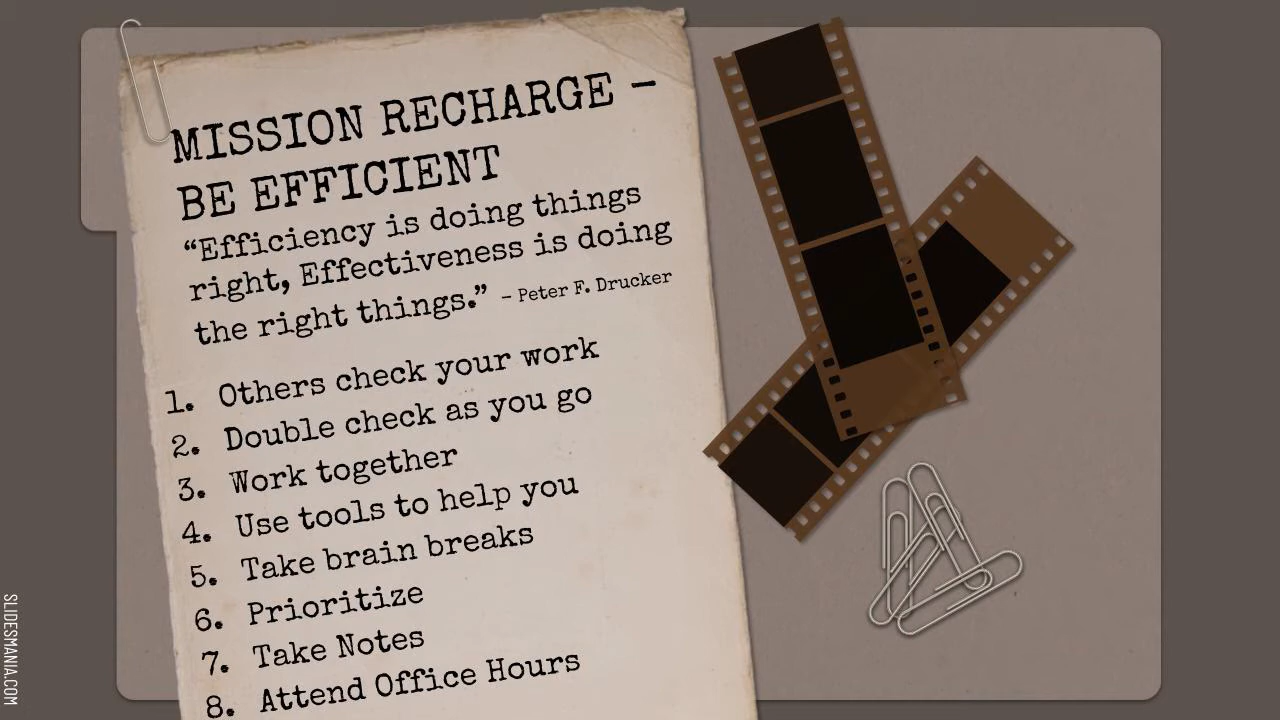 MISSION RECHARGE –
BE EFFICIENT
“Efficiency is doing things
right, Effectiveness is doing
the right things.” – Peter F. Drucker
1. Others check your work
2. Double check as you go
3. Work together
4. Use tools to help you
5. Take brain breaks
6. Prioritize
7. Take Notes
8. Attend Office Hours
SLIDESMANIA.COM